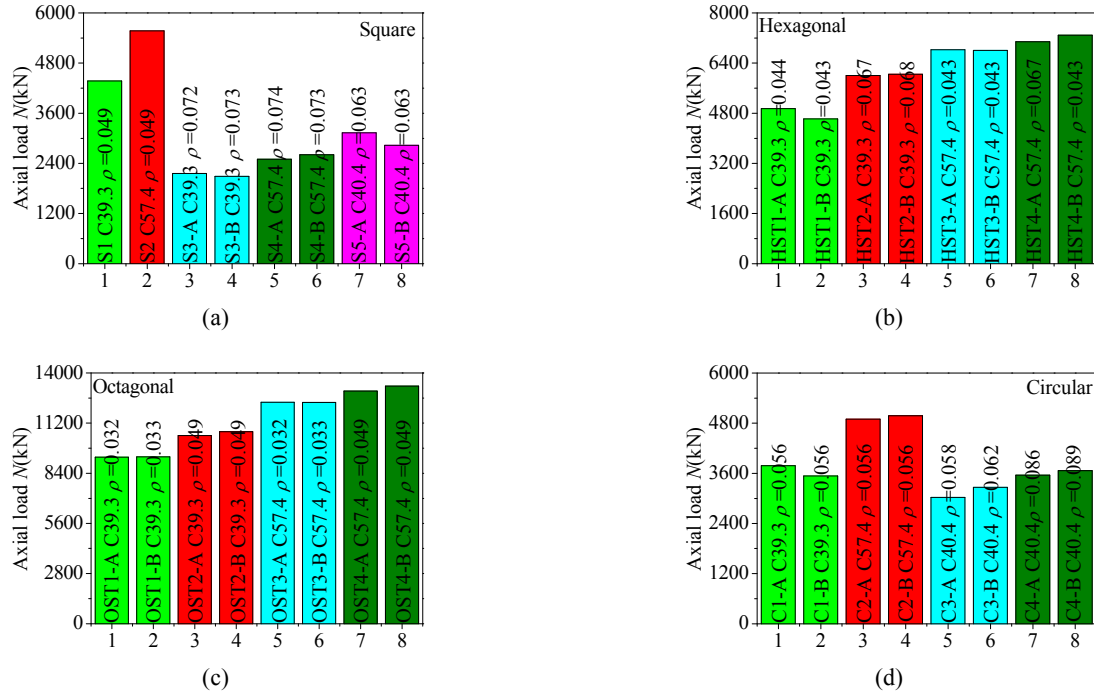 Square
Axial load N(kN)
6000
4800
3600
2400
1200
0
S1 C39.3 ρ=0.049
S2 C57.4 ρ=0.049
S3-A C39.3 ρ=0.072
S3-B C39.3 ρ=0.073
S4-A C57.4 ρ=0.074
S4-B C57.4 ρ=0.073
S5-A C40.4 ρ=0.063
S5-B C40.4 ρ=0.063
1 2 3 4 5 6 7 8
(a)
Hexagonal
Axial load N(kN)
8000
6400
4800
3200
1600
0
HST1-A C39.3 ρ=0.044
HST1-B C39.3 ρ=0.043
HST2-A C39.3 ρ=0.067
HST2-B C39.3 ρ=0.068
HST3-A C57.4 ρ=0.043
HST3-B C57.4 ρ=0.043
HST4-A C57.4 ρ=0.067
HST4-B C57.4 ρ=0.043
1 2 3 4 5 6 7 8
(b)
Octagonal
Axial load N(kN)
14000
11200
8400
5600
2800
0
OST1-A C39.3 ρ=0.032
OST1-B C39.3 ρ=0.033
OST2-A C39.3 ρ=0.049
OST2-B C39.3 ρ=0.049
OST3-A C57.4 ρ=0.032
OST3-B C57.4 ρ=0.033
OST4-A C57.4 ρ=0.049
OST4-B C57.4 ρ=0.049
1 2 3 4 5 6 7 8
(c)
Circular
Axial load N(kN)
6000
4800
3600
2400
1200
0
C1-A C39.3 ρ=0.056
C1-B C39.3 ρ=0.056
C2-A C57.4 ρ=0.056
C2-B C57.4 ρ=0.056
C3-A C40.4 ρ=0.058
C3-B C40.4 ρ=0.062
C4-A C40.4ρ=0.086
C4-B C40.4 ρ=0.089
1 2 3 4 5 6 7 8
(d)